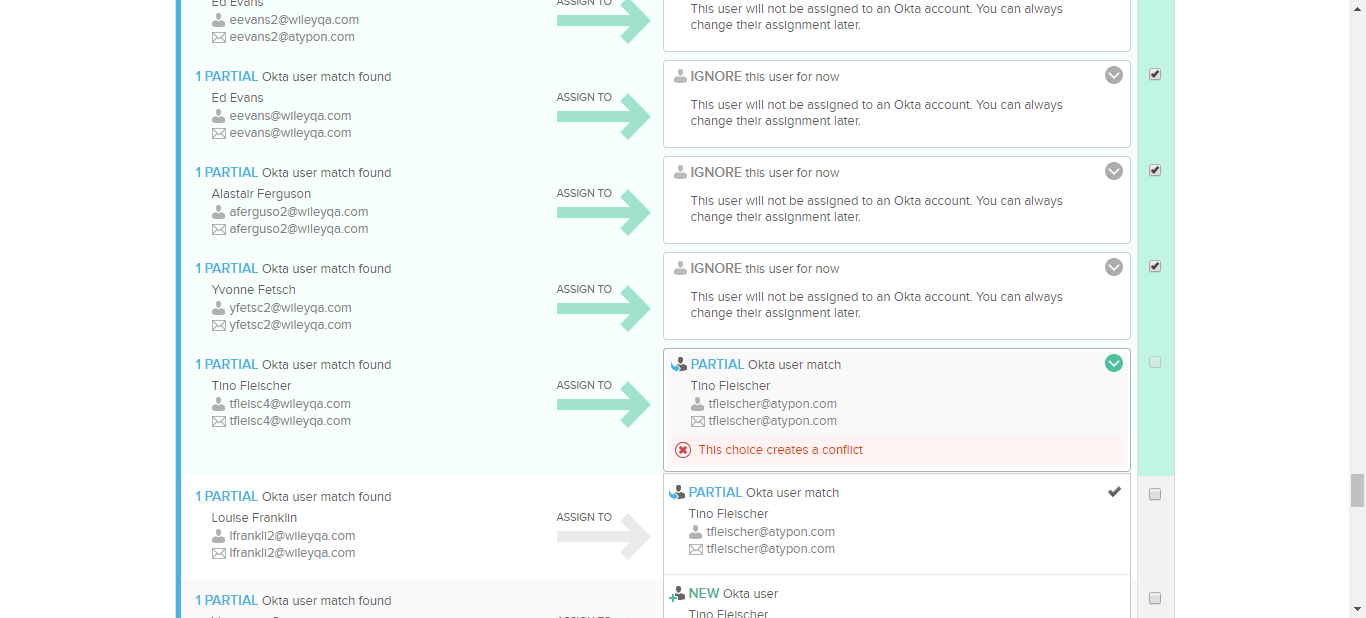 Ed Evans
eevans2@wileyqa.com
eevans2@atypon.com
ASSIGN TO
This user will not be assigned to an Okta account. You can always
change their assignment later.
1 PARTIAL Okta user match found
Ed Evans
eevans@wileyqa.com
eevans@wileyqa.com
ASSIGN TO
IGNORE this user for now
This user will not be assigned to an Okta account. You can always
change their assignment later.
1 PARTIAL Okta user match found
Alastair Ferguson
aferguso2@wileyqa.com
aferguso2@wileyqa.com
ASSIGN TO
IGNORE this user for now
This user will not be assigned to an Okta account. You can always
change their assignment later.
1 PARTIAL Okta user match found
Yvonne Fetsch
yfetsc2@wileyqa.com
yfetsc2@wileyqa.com
ASSIGN TO
IGNORE this user for now
This user will not be assigned to an Okta account. You can always
change their assignment later.
1 PARTIAL Okta user match found
Tino Fleischer
tfleisc4@wileyqa.com
tfleisc4@wileyqa.com
ASSIGN TO
PARTIAL Okta user match
Tino Fleischer
tfleischer@atypon.com
tfleischer@atypon.com
This choice creates a conflict
1 PARTIAL Okta user match found
Louise Franklin
lfrankli2@wileyqa.com
lfrankli2@wileyqa.com
ASSIGN TO
PARTIAL Okta user match
Tino Fleischer
tfleischer@atypon.com
tfleischer@atypon.com
1 PARTIAL Okta user match found
ASSIGN TO
NEW Okta user
Tino Fleischer